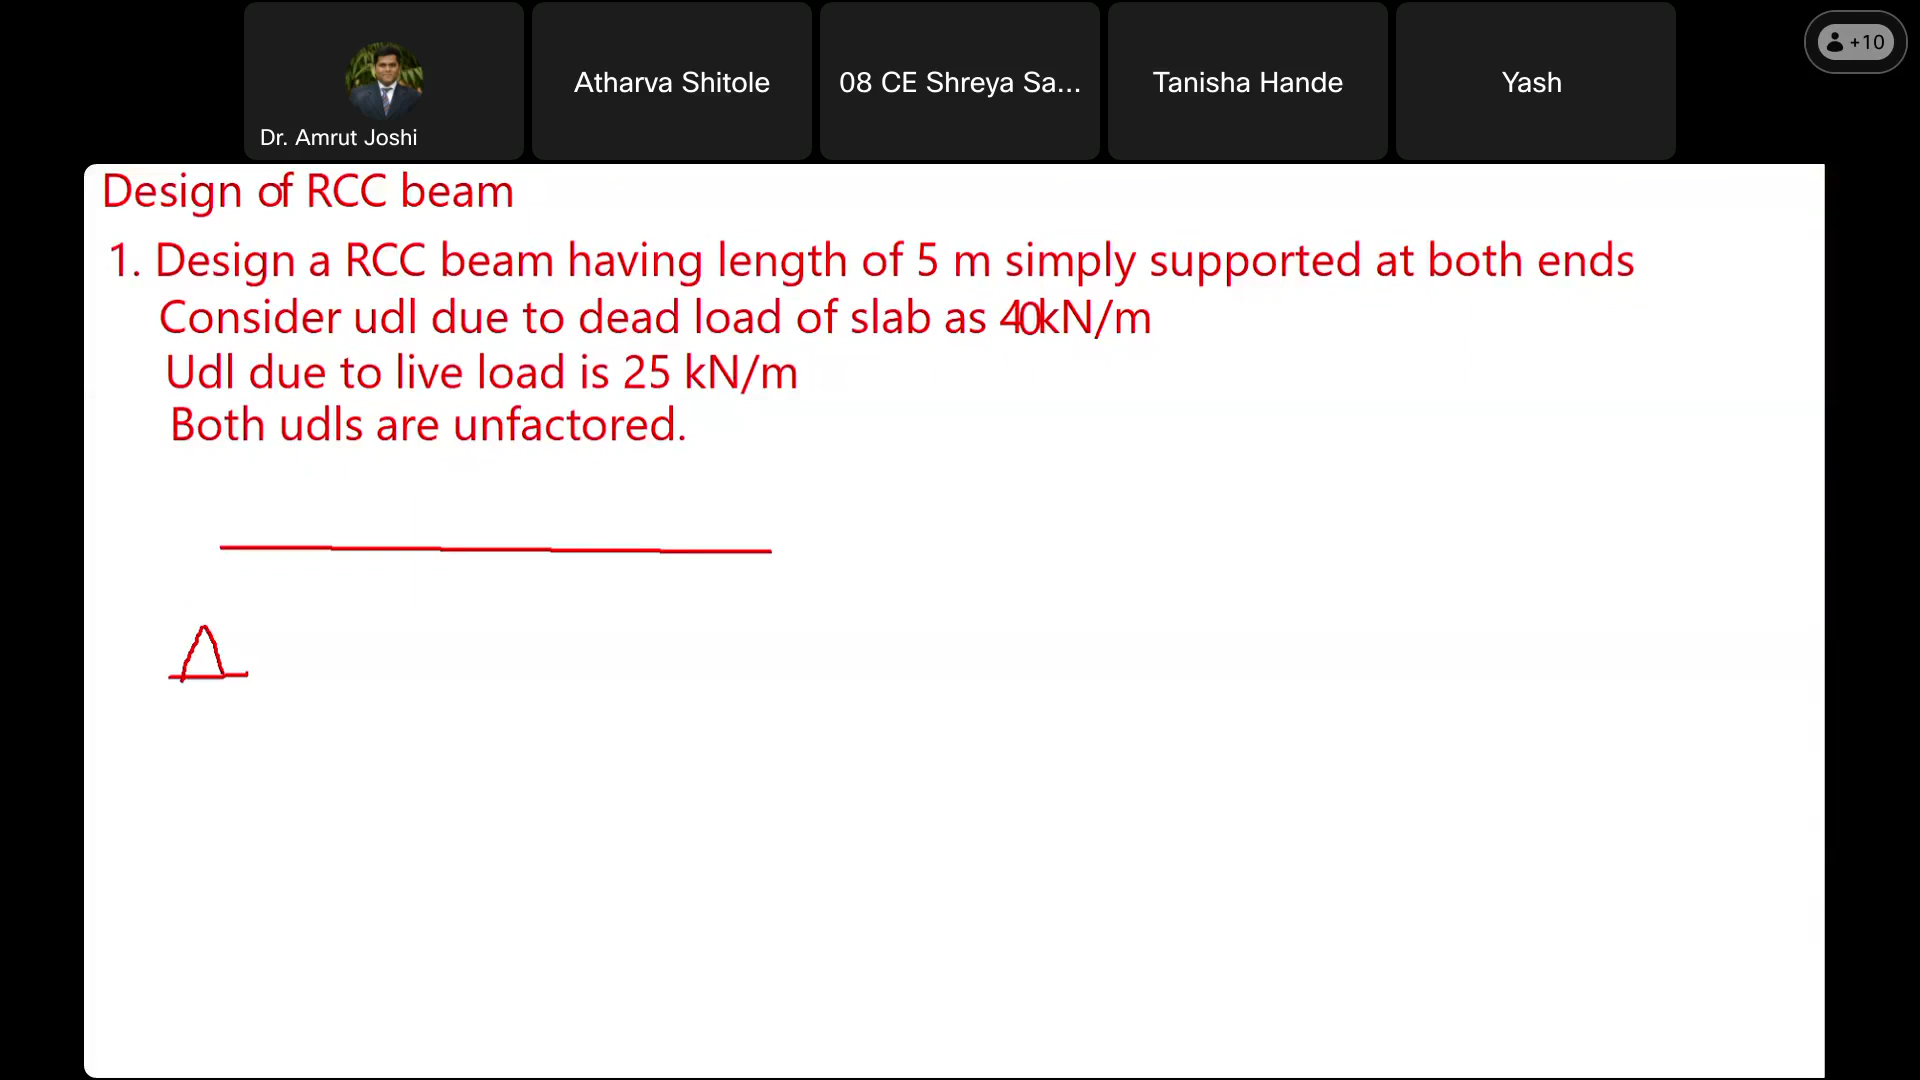 Dr. Amrut Joshi
Atharva Shitole
08 CE Shreya Sa...
Tanisha Hande
Yash
+10
Design of RCC beam
1. Design a RCC beam having length of 5 m simply supported at both ends
Consider udl due to dead load of slab as 40kN/m
Udl due to live load is 25 kN/m
Both udls are unfactored.